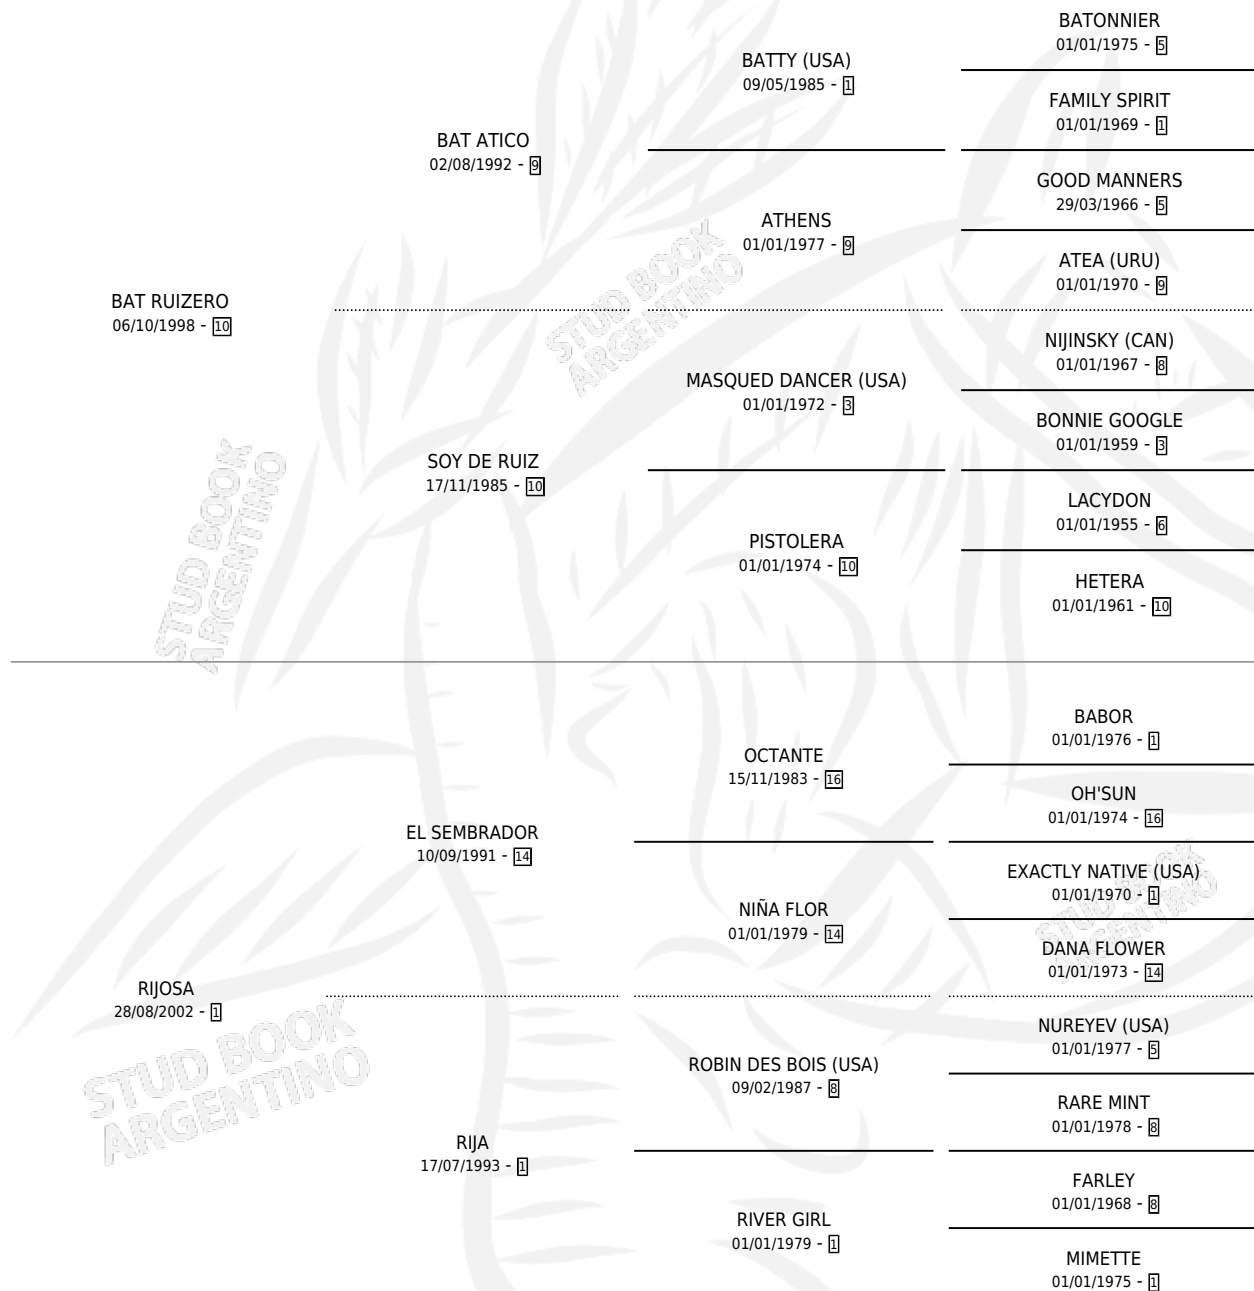 BATONNIER
01/01/1975 - 5
BATTY (USA)
09/05/1985 - 1
FAMILY SPIRIT
01/01/1969 - 1
BAT ATICO
02/08/1992 - 9
GOOD MANNERS
29/03/1966 - 5
ATHENS
01/01/1977 - 9
ATEA (URU)
01/01/1970 - 9
BAT RUIZERO
06/10/1998 - 10
STUD BOOK
ARGENTINO
NIJINSKY (CAN)
01/01/1967 - 8
MASQUED DANCER (USA)
01/01/1972 - 3
BONNIE GOOGLE
01/01/1959 - 3
SOY DE RUIZ
17/11/1985 - 10
LACYDON
01/01/1955 - 6
PISTOLERA
01/01/1974 - 10
HETERA
01/01/1961 - 10
STUD BOOK
ARGENTINO
BABOR
01/01/1976 - 1
OCTANTE
15/11/1983 - 16
OH'SUN
01/01/1974 - 16
EL SEMBRADOR
10/09/1991 - 14
EXACTLY NATIVE (USA)
01/01/1970 - 1
STUD BOOK
ARGENTINO
NIÑA FLOR
01/01/1979 - 14
DANA FLOWER
01/01/1973 - 14
RIJOSA
28/08/2002 - 1
STUD BOOK
ARGENTINO
NUREYEV (USA)
01/01/1977 - 5
ROBIN DES BOIS (USA)
09/02/1987 - 8
RARE MINT
01/01/1978 - 8
RIJA
17/07/1993 - 1
FARLEY
01/01/1968 - 8
RIVER GIRL
01/01/1979 - 1
MIMETTE
01/01/1975 - 1